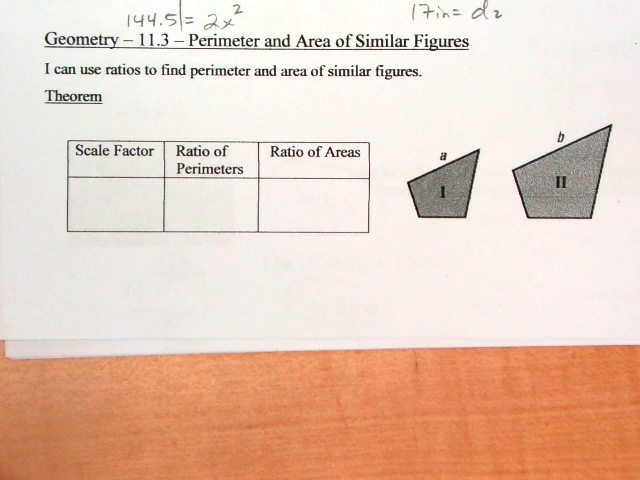 144.5 = 2x²
17in = d₂
Geometry – 11.3 – Perimeter and Area of Similar Figures
I can use ratios to find perimeter and area of similar figures.
Theorem
Scale Factor
Ratio of Perimeters
Ratio of Areas
a
I
b
II